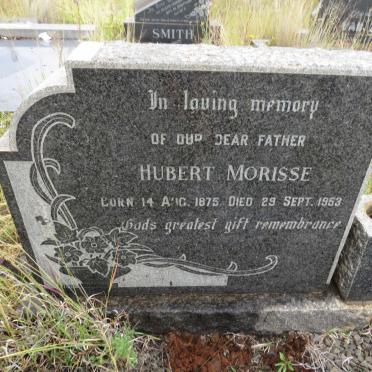 SMITH
In loving memory
OF OUR DEAR FATHER
HUBERT MORISSE
BORN 14 AUG. 1875 DIED 29 SEPT. 1953
Gods greatest gift remembrance